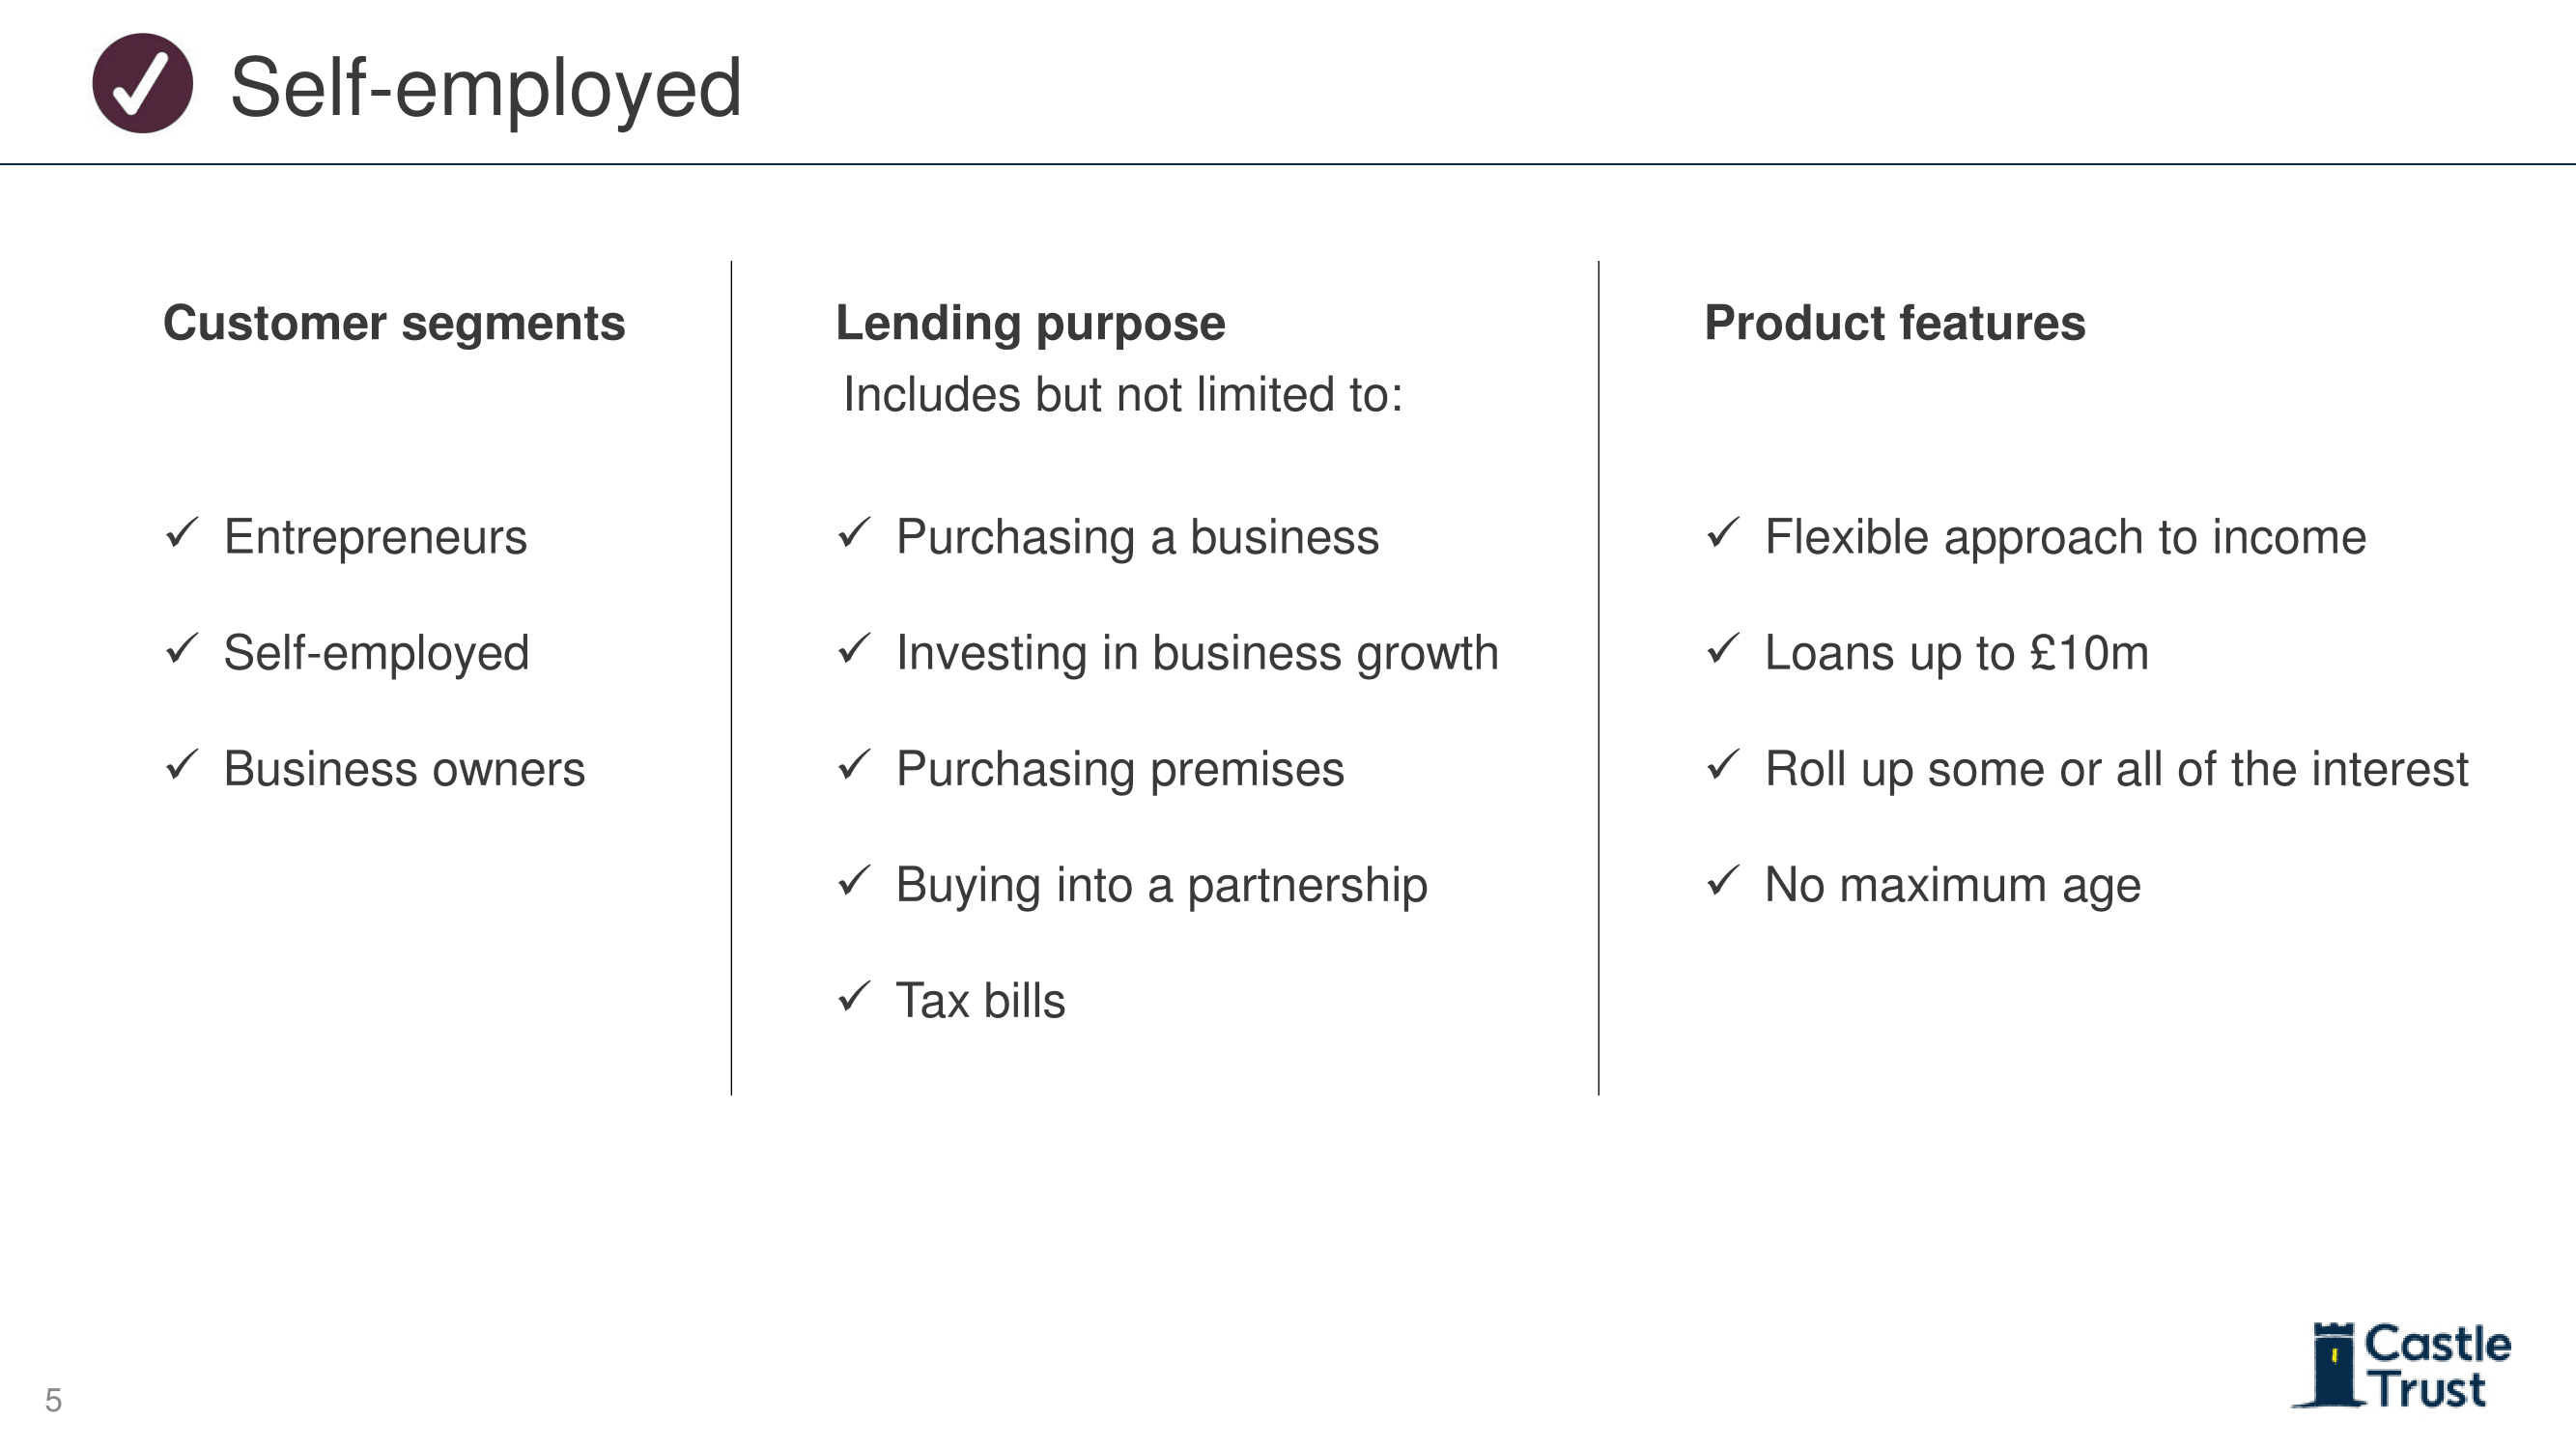 Self-employed
Customer segments
Entrepreneurs
Self-employed
Business owners
Lending purpose
Includes but not limited to:
Purchasing a business
Investing in business growth
Purchasing premises
Buying into a partnership
Tax bills
Product features
Flexible approach to income
Loans up to £10m
Roll up some or all of the interest
No maximum age
5
Castle
Trust